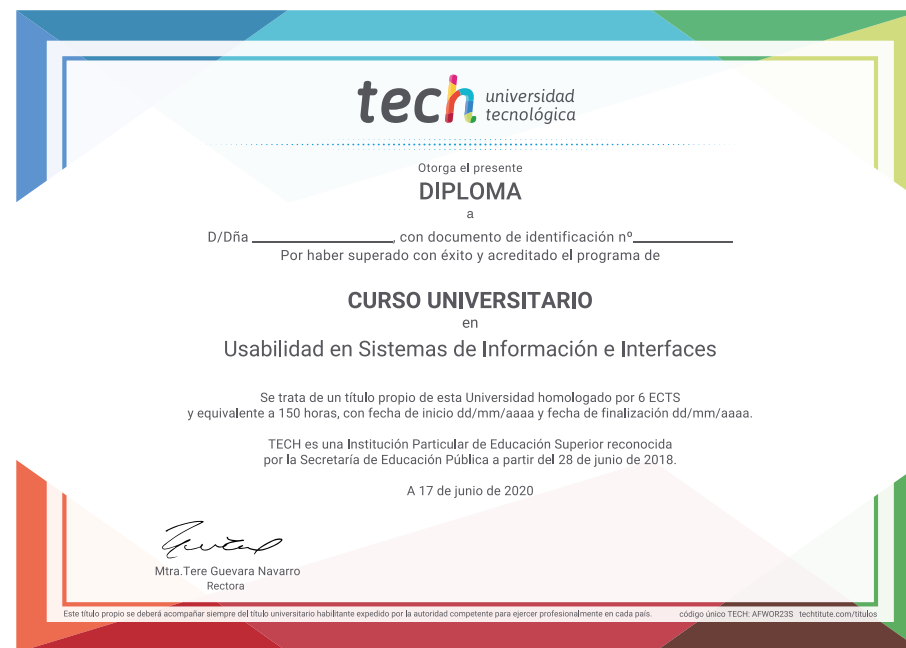 tech universidad
tecnológica
Otorga el presente
DIPLOMA
a
D/Dña ____________________, con documento de identificación nº______________
Por haber superado con éxito y acreditado el programa de
CURSO UNIVERSITARIO
en
Usabilidad en Sistemas de Información e Interfaces
Se trata de un título propio de esta Universidad homologado por 6 ECTS
y equivalente a 150 horas, con fecha de inicio dd/mm/aaaa y fecha de finalización dd/mm/aaaa.
TECH es una Institución Particular de Educación Superior reconocida
por la Secretaría de Educación Pública a partir del 28 de junio de 2018.
A 17 de junio de 2020
Mtra.Tere Guevara Navarro
Rectora
Este título propio se deberá acompañar siempre del título universitario habilitante expedido por la autoridad competente para ejercer profesionalmente en cada país. código único TECH: AFWOR23S techtitute.com/titulos